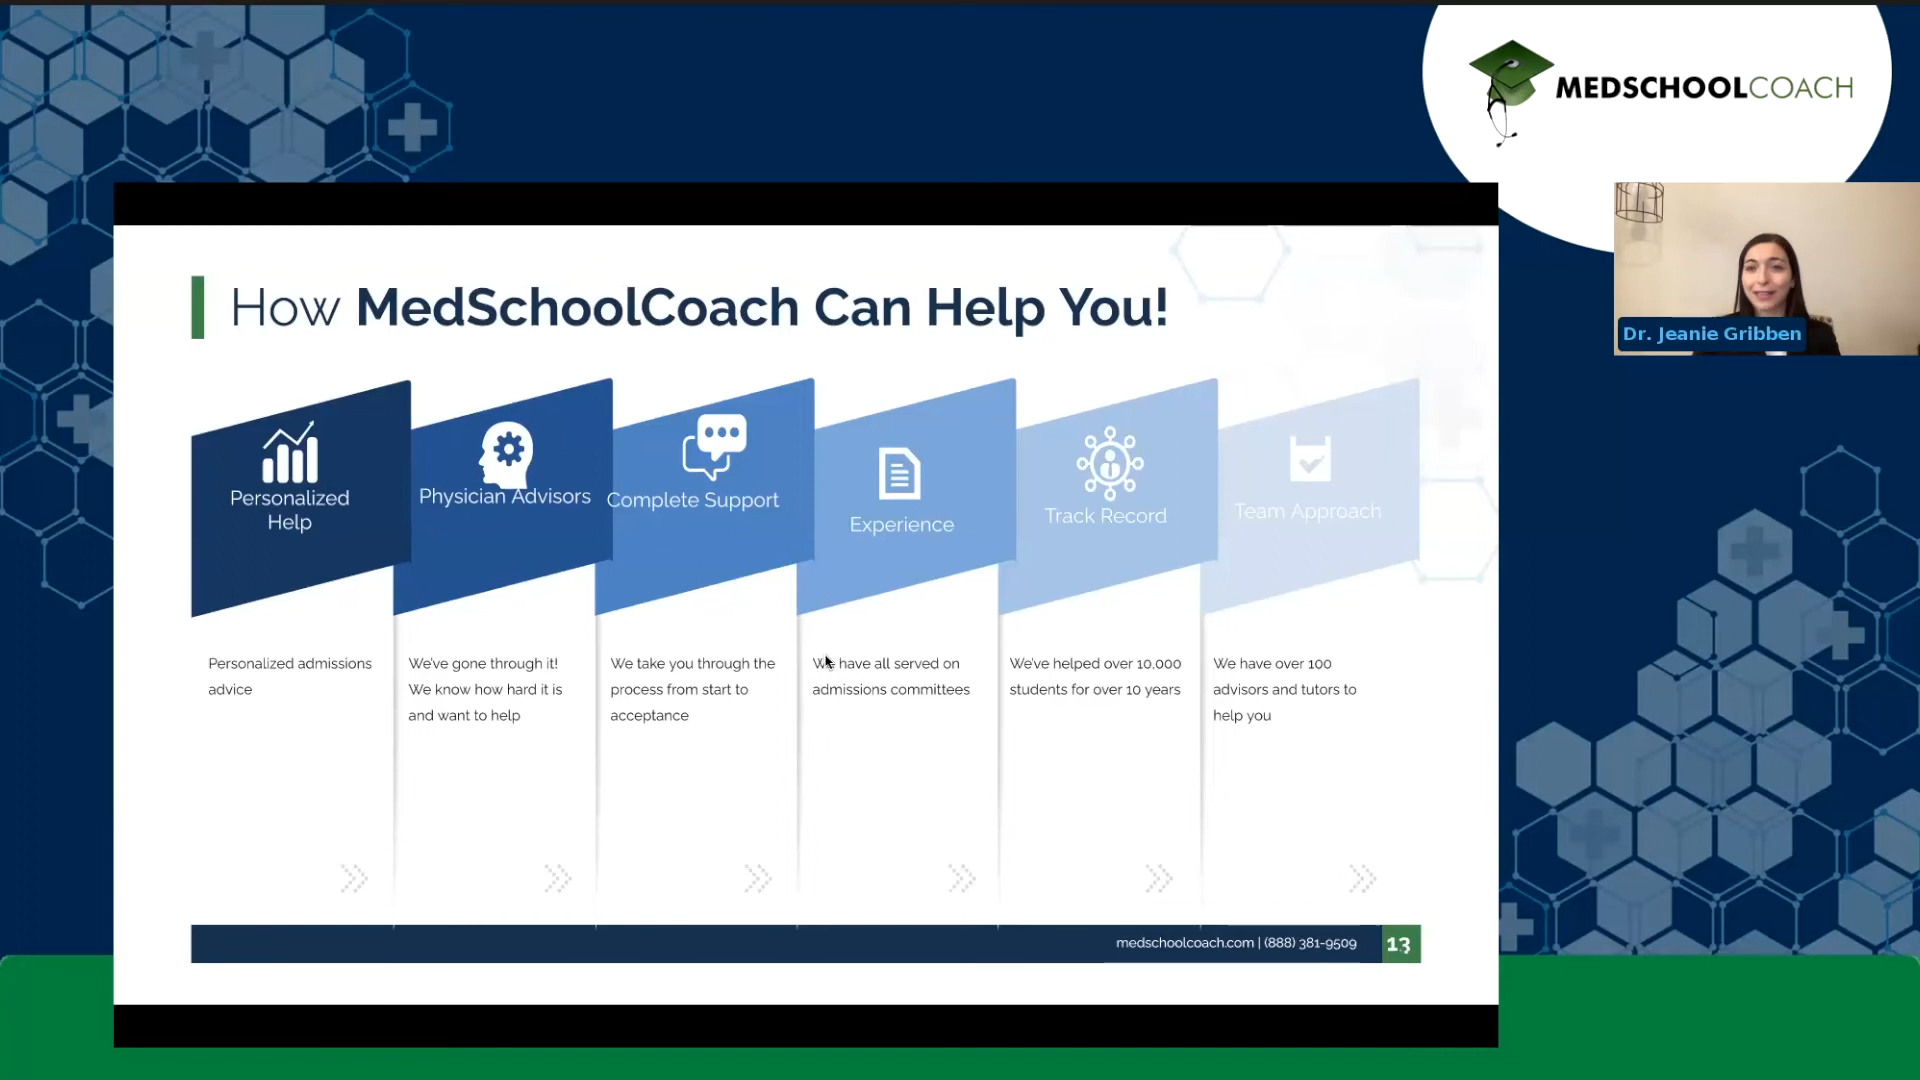 MEDSCHOOLCOACH
Dr. Jeanie Gribben
How MedSchoolCoach Can Help You!
Personalized
Help
Physician Advisors
Complete Support
Experience
Track Record
Team Approach
Personalized admissions
advice
We've gone through it!
We know how hard it is
and want to help
We take you through the
process from start to
acceptance
We have all served on
admissions committees
We've helped over 10,000
students for over 10 years
We have over 100
advisors and tutors to
help you
medschoolcoach.com | (888) 381-9509
13